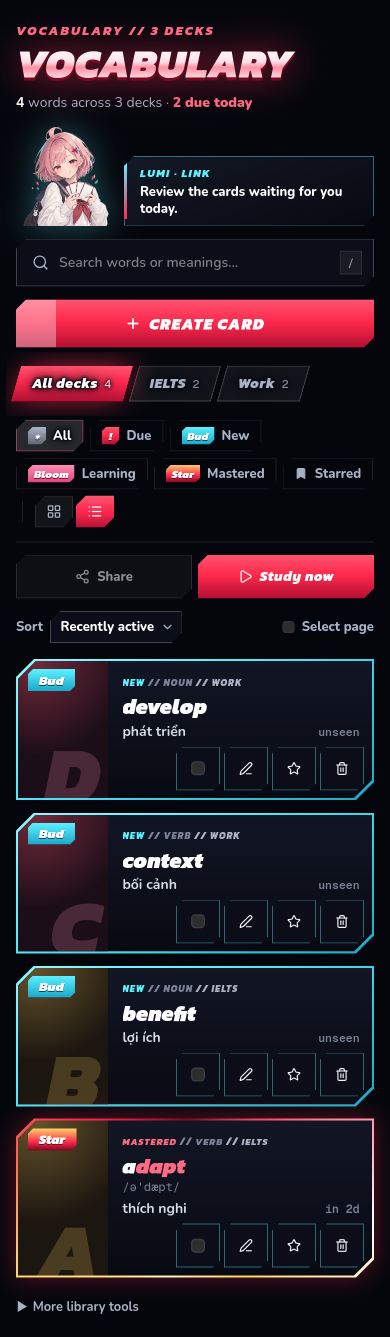 VOCABULARY // 3 DECKS
VOCABULARY
4 words across 3 decks · 2 due today
LUMI · LINK
Review the cards waiting for you
today.
Search words or meanings... /
+ CREATE CARD
All decks 4 IELTS 2 Work 2
* All ! Due Bud New
Bloom Learning Star Mastered Starred
Share Study now
Sort Recently active Select page
Bud
NEW // NOUN // WORK
develop
phát triển unseen
D
Bud
NEW // VERB // WORK
context
bối cảnh unseen
C
Bud
NEW // NOUN // IELTS
benefit
lợi ích unseen
B
Star
MASTERED // VERB // IELTS
adapt
/əˈdæpt/
thích nghi in 2d
A
▶ More library tools